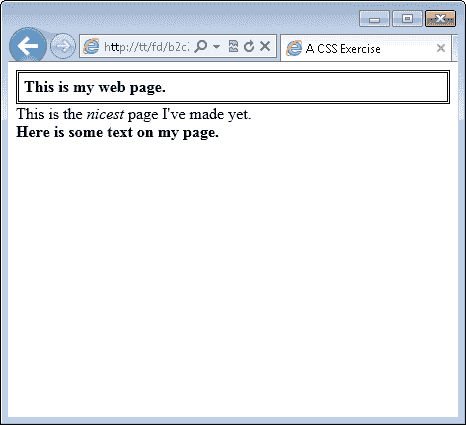 http://tt/fd/b2c
A CSS Exercise
This is my web page.
This is the nicest page I've made yet.
Here is some text on my page.